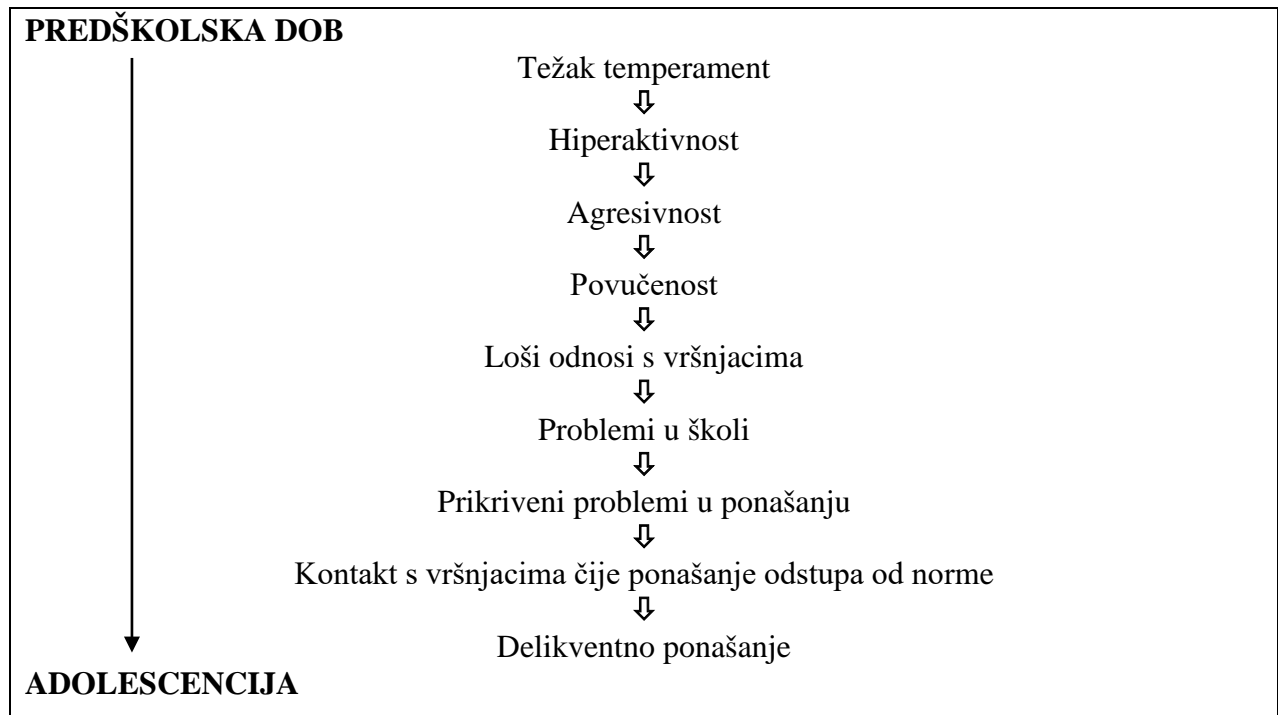 PREDŠKOLSKA DOB
Težak temperament
Hiperaktivnost
Agresivnost
Povučenost
Loši odnosi s vršnjacima
Problemi u školi
Prikriveni problemi u ponašanju
Kontakt s vršnjacima čije ponašanje odstupa od norme
Delikventno ponašanje
ADOLESCENCIJA